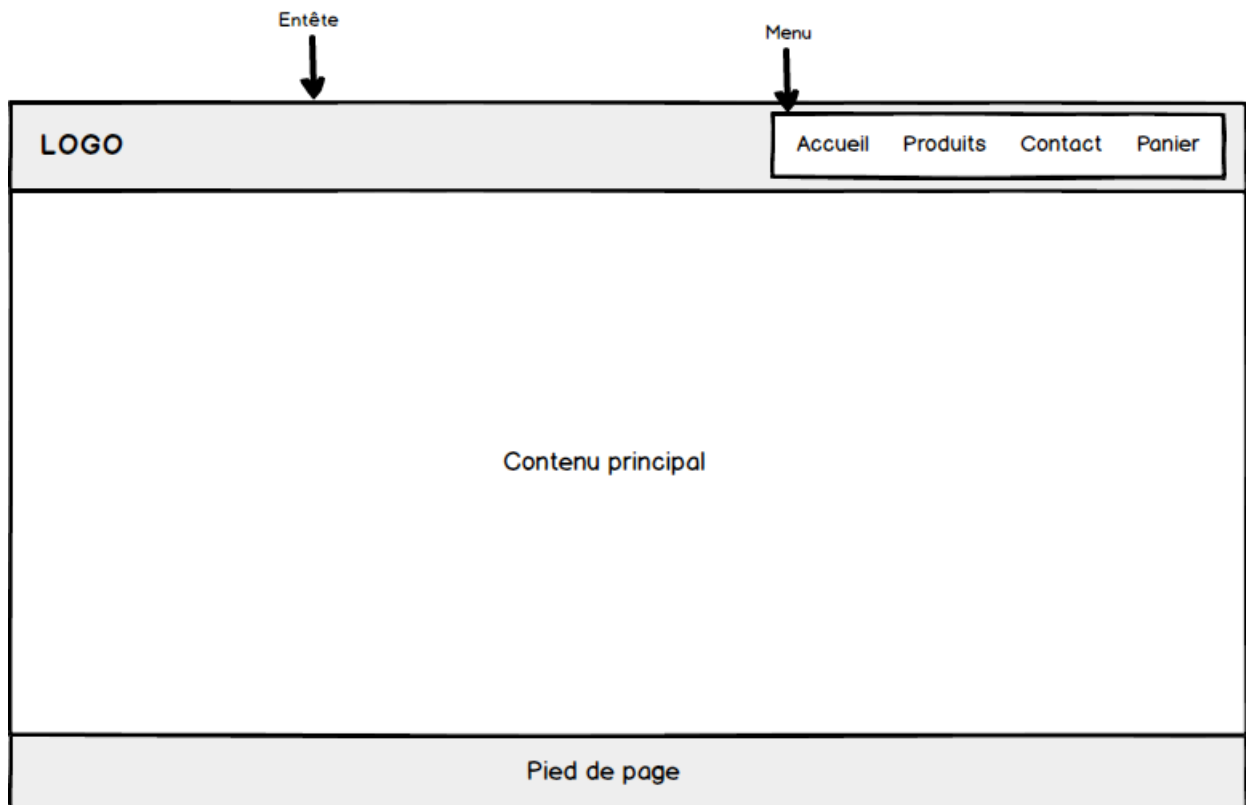 Entête
Menu
LOGO
Accueil Produits Contact Panier
Contenu principal
Pied de page